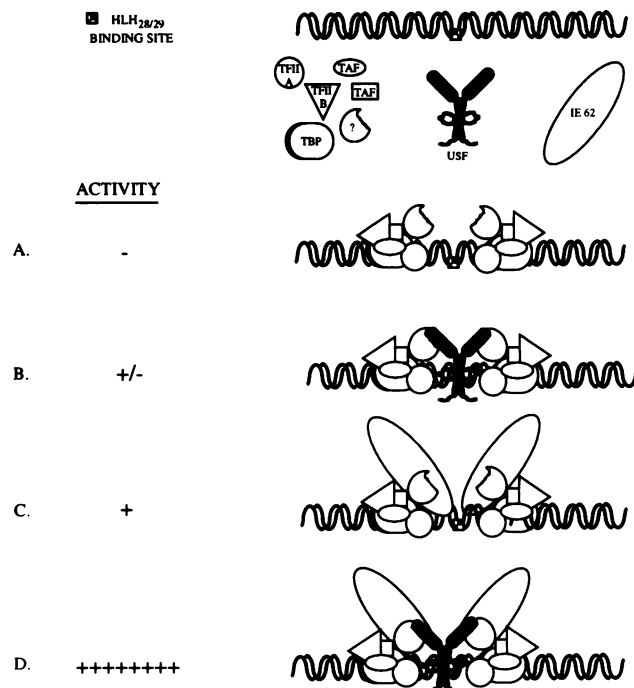 HLH28/29
BINDING SITE
TFII
A
TAF
TFII
B
TAF
?
TBP
USF
IE 62
ACTIVITY
A. -
B. +/-
C. +
D. ++++++++